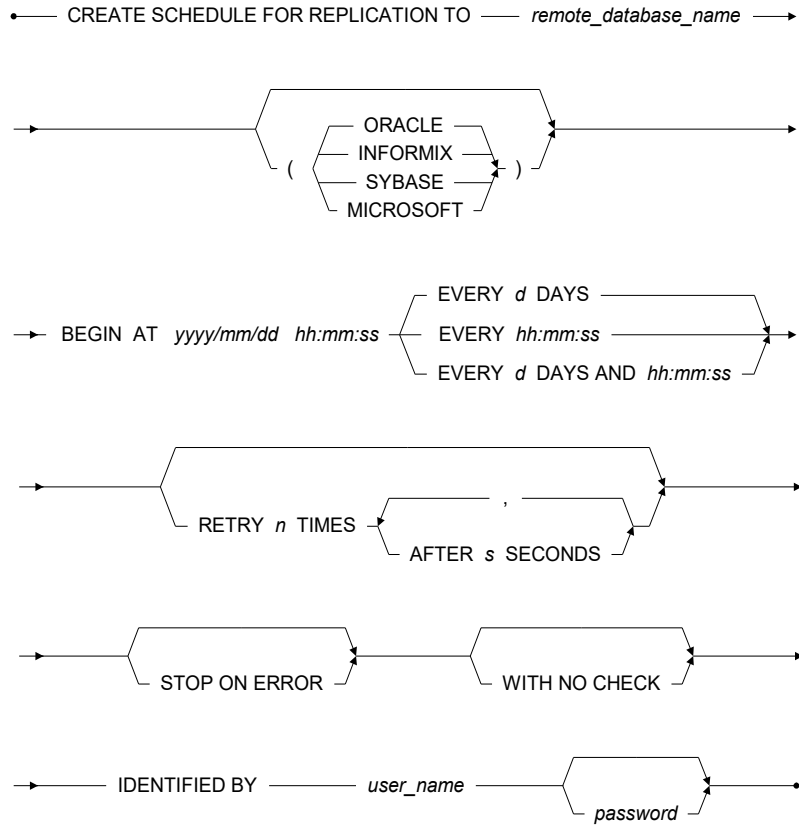 CREATE SCHEDULE FOR REPLICATION TO remote_database_name
ORACLE
INFORMIX
( SYBASE )
MICROSOFT
EVERY d DAYS
BEGIN AT yyyy/mm/dd hh:mm:ss EVERY hh:mm:ss
EVERY d DAYS AND hh:mm:ss
,
RETRY n TIMES
AFTER s SECONDS
STOP ON ERROR WITH NO CHECK
IDENTIFIED BY user_name
password